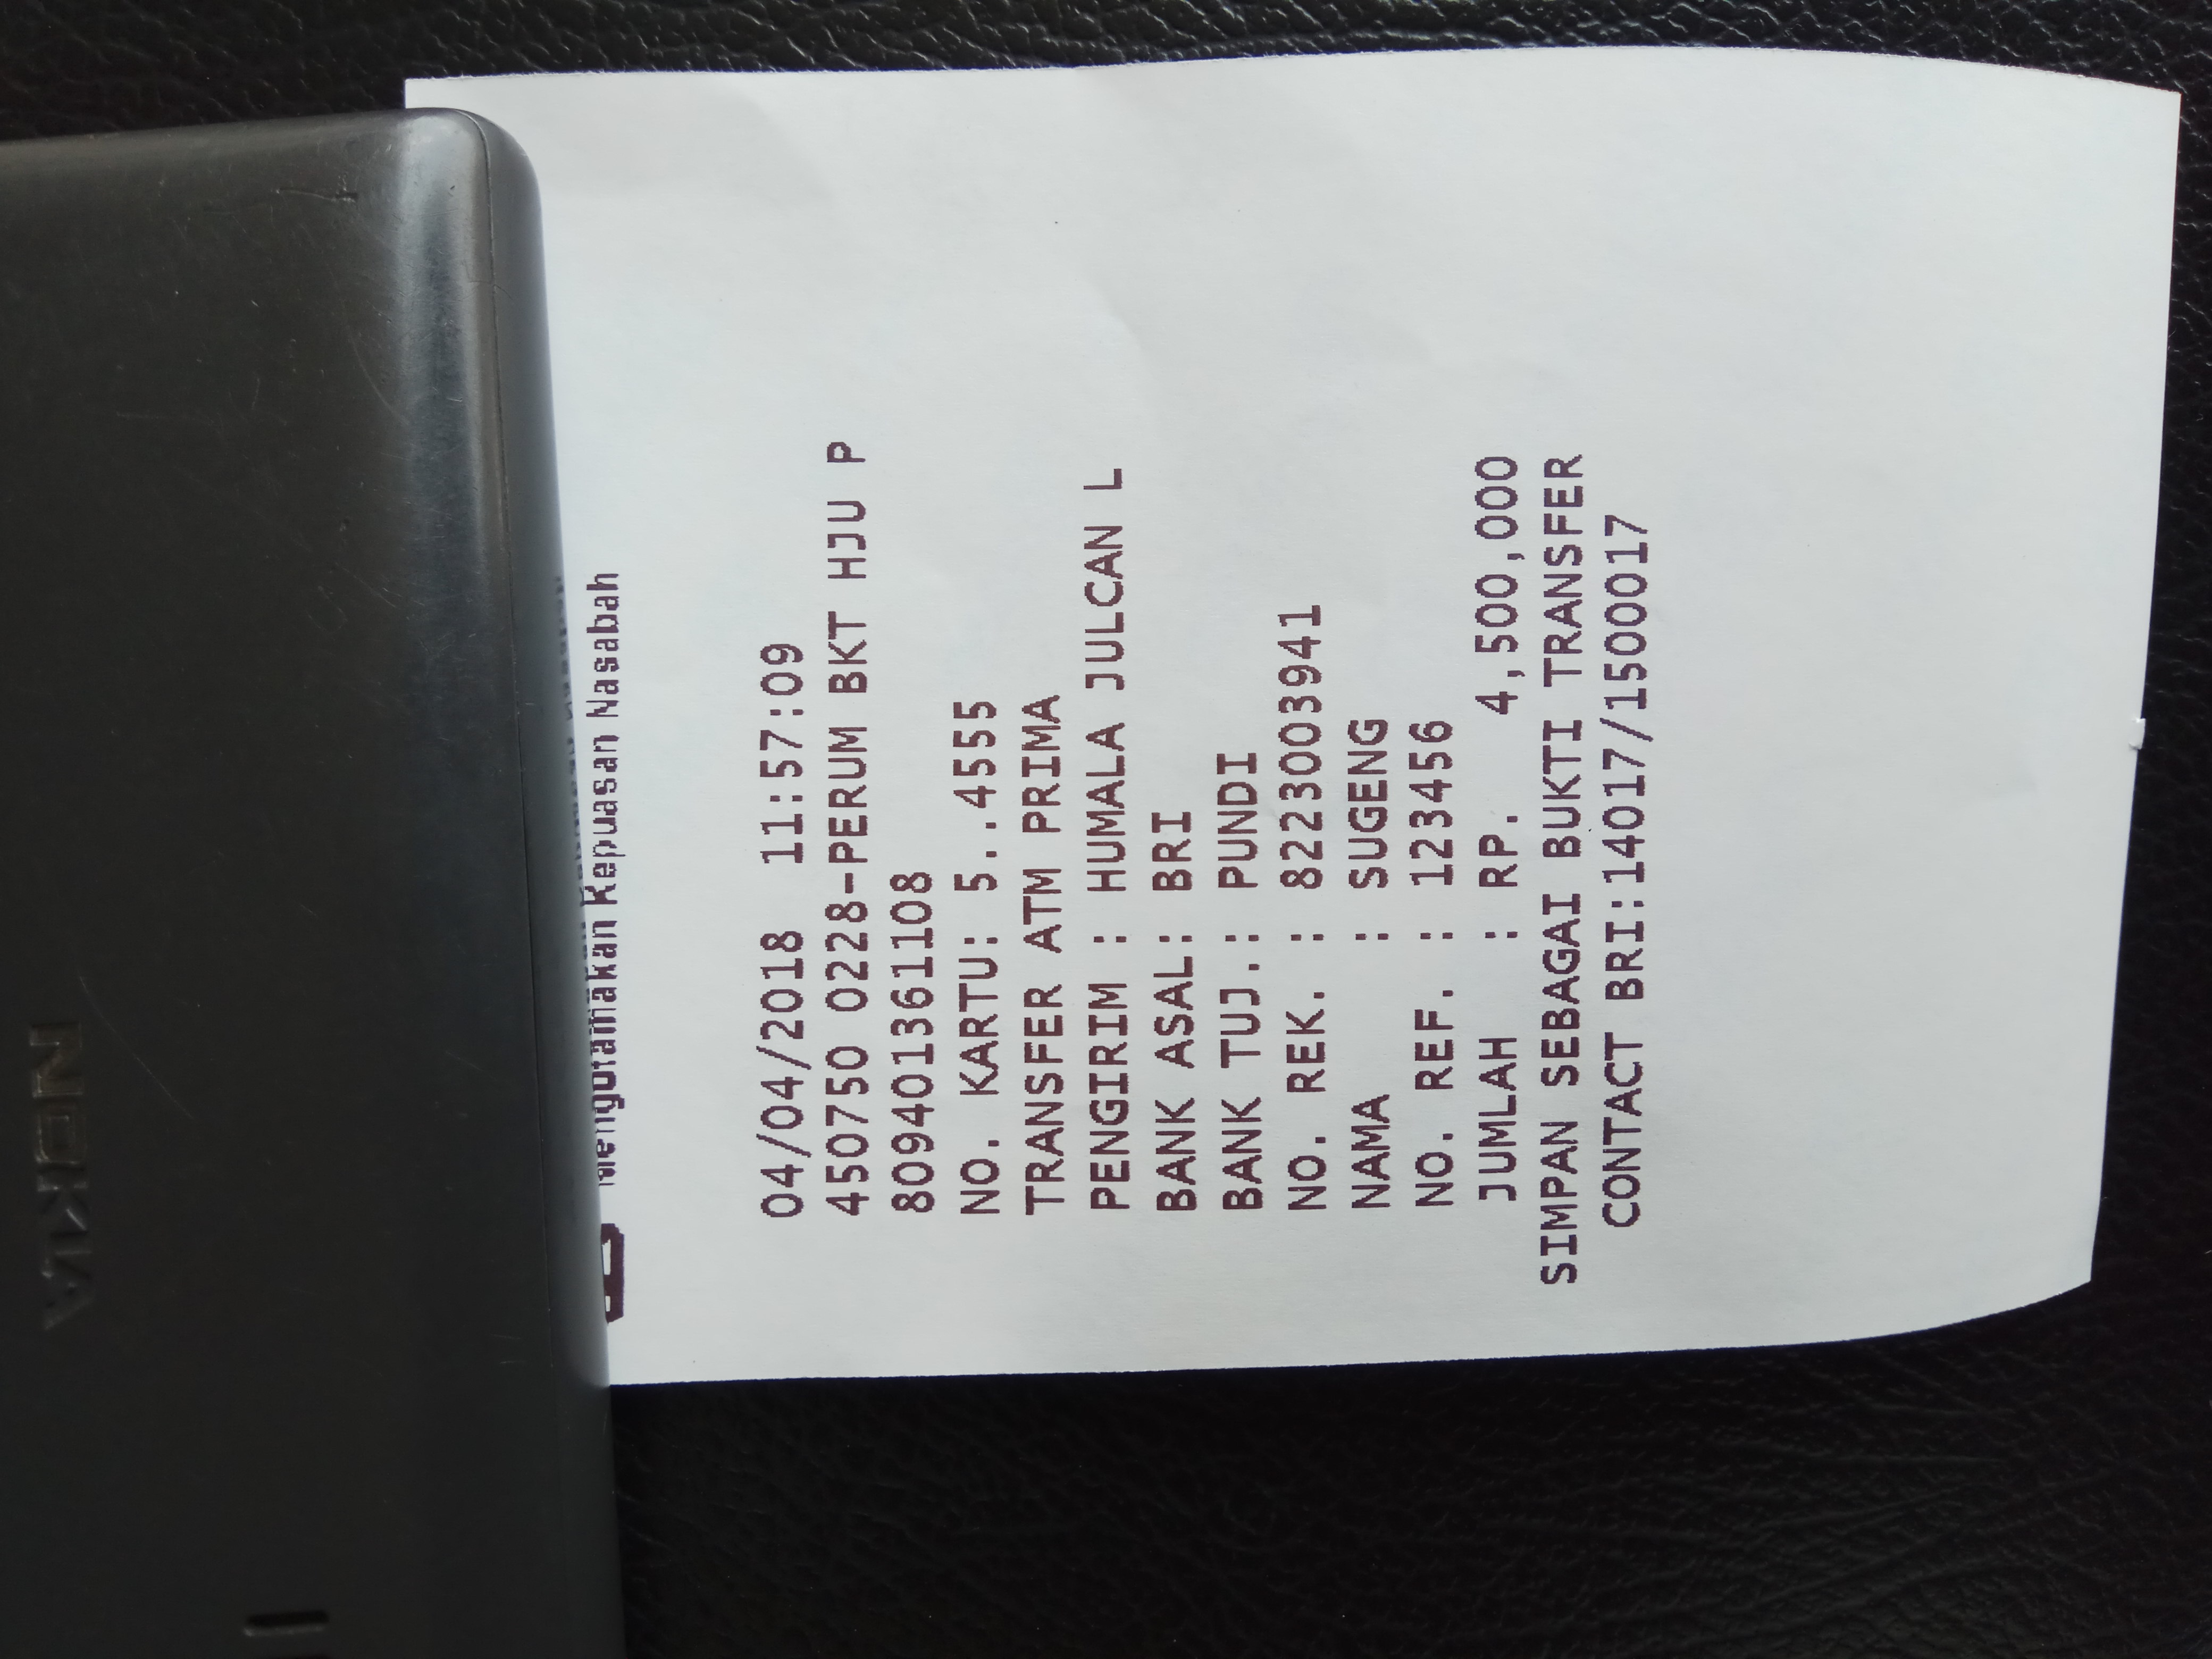 Mengutamakan Kepuasan Nasabah
04/04/2018 11:57:09
450750 0228-PERUM BKT HJU P
809401361108
NO. KARTU: 5..4555
TRANSFER ATM PRIMA
PENGIRIM : HUMALA JULCAN L
BANK ASAL: BRI
BANK TUJ.: PUNDI
NO. REK. : 82230003941
NAMA : SUGENG
NO. REF. : 123456
JUMLAH : RP. 4,500,000
SIMPAN SEBAGAI BUKTI TRANSFER
CONTACT BRI:14017/1500017
NOKIA